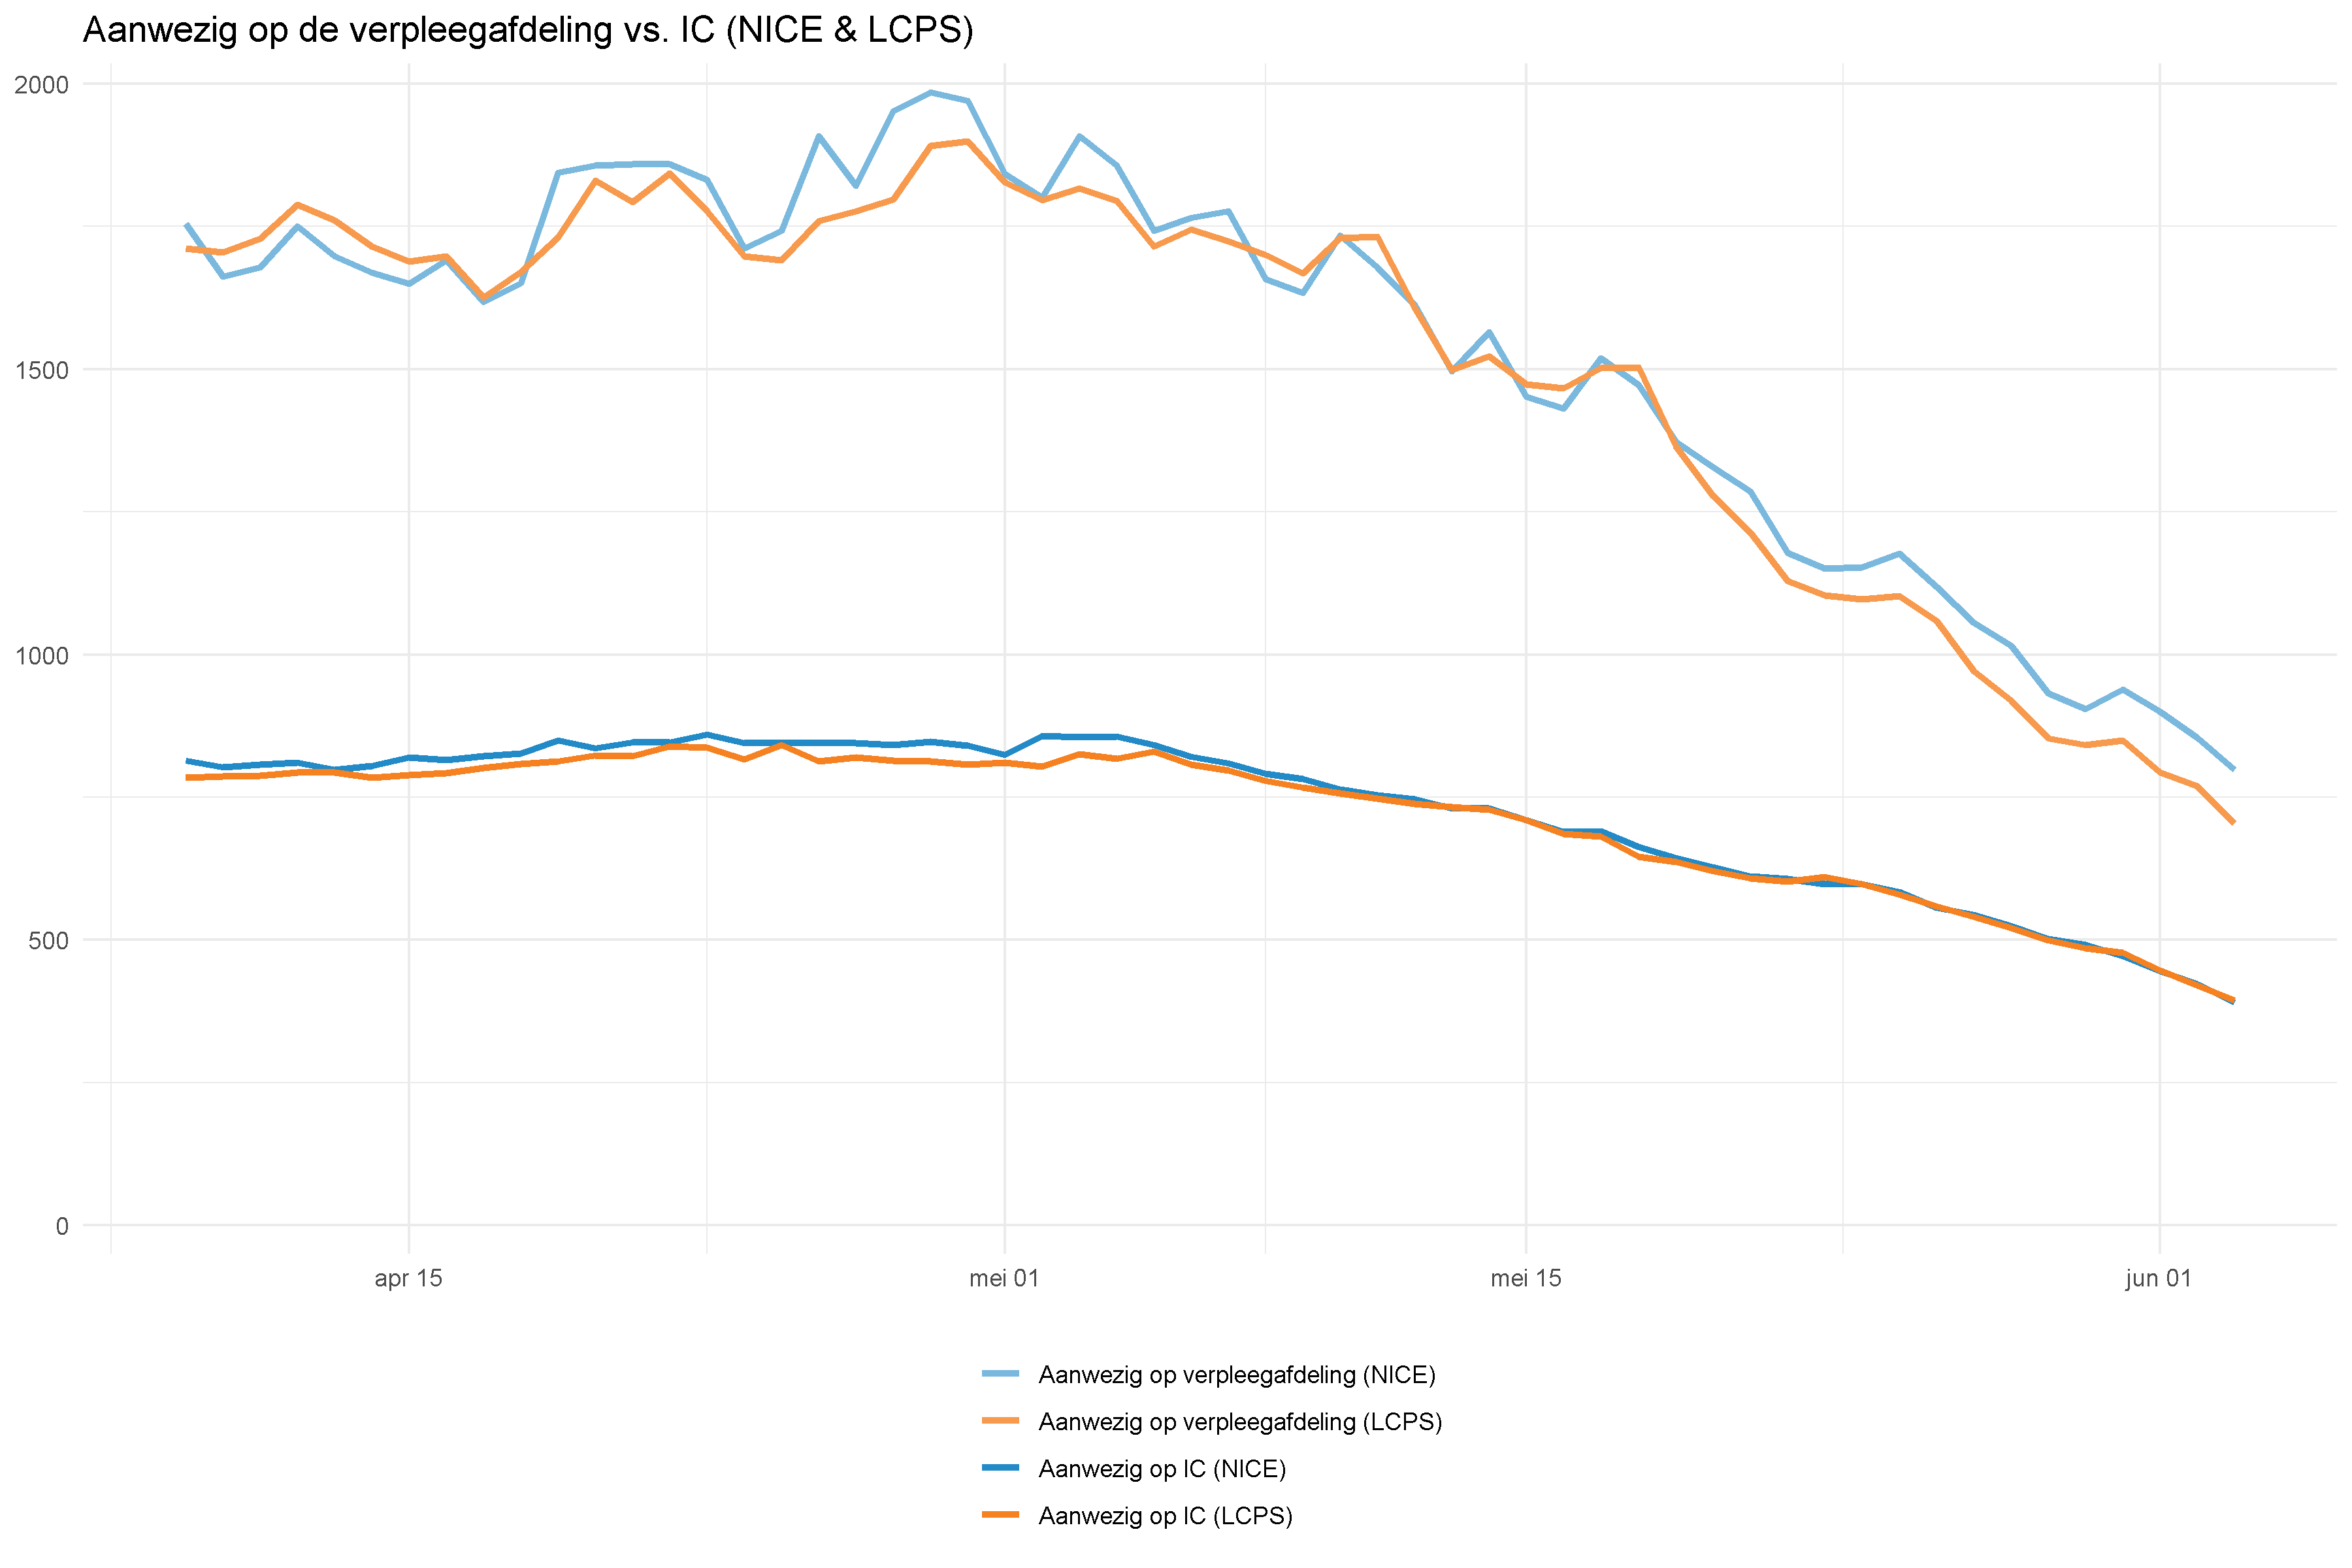 Aanwezig op de verpleegafdeling vs. IC (NICE & LCPS)
2000
1500
1000
500
0
apr 15
mei 01
mei 15
jun 01
Aanwezig op verpleegafdeling (NICE)
Aanwezig op verpleegafdeling (LCPS)
Aanwezig op IC (NICE)
Aanwezig op IC (LCPS)